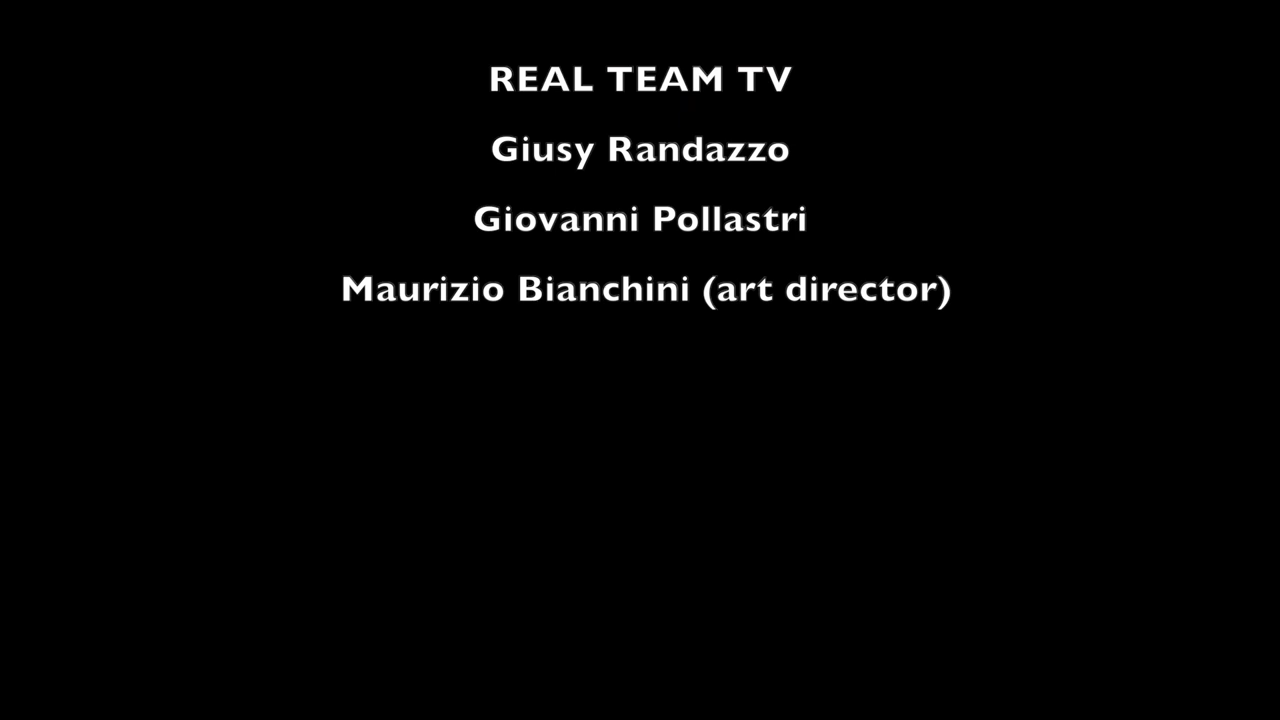 REAL TEAM TV
Giusy Randazzo
Giovanni Pollastri
Maurizio Bianchini (art director)